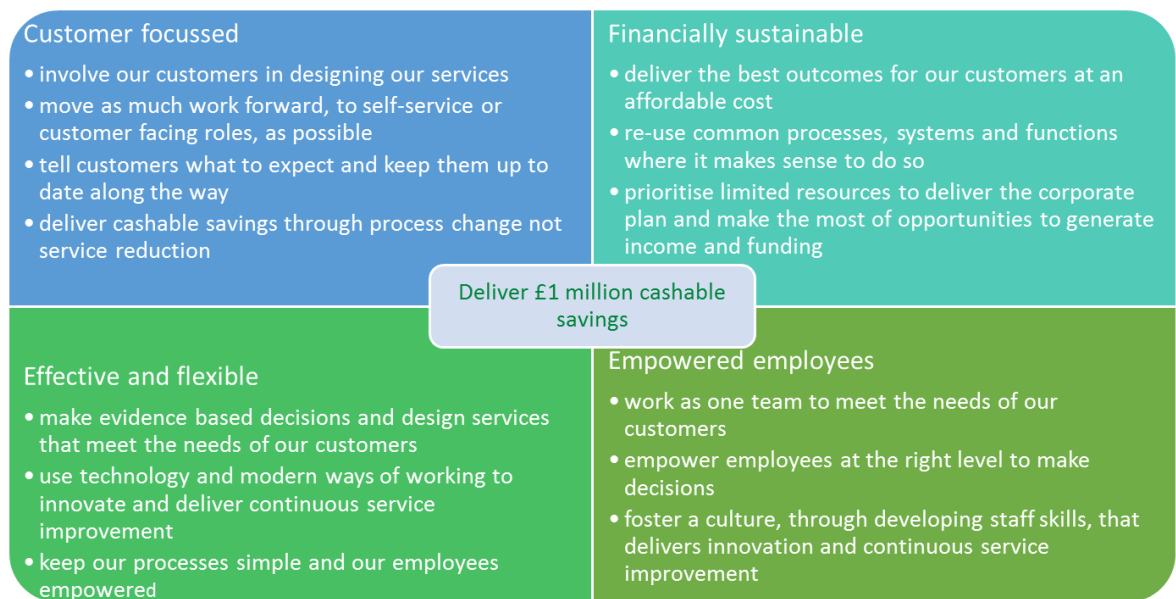 Customer focussed
• involve our customers in designing our services
• move as much work forward, to self-service or
customer facing roles, as possible
• tell customers what to expect and keep them up to
date along the way
• deliver cashable savings through process change not
service reduction
Financially sustainable
• deliver the best outcomes for our customers at an
affordable cost
• re-use common processes, systems and functions
where it makes sense to do so
• prioritise limited resources to deliver the corporate
plan and make the most of opportunities to generate
income and funding
Deliver £1 million cashable
savings
Effective and flexible
• make evidence based decisions and design services
that meet the needs of our customers
• use technology and modern ways of working to
innovate and deliver continuous service
improvement
• keep our processes simple and our employees
empowered
Empowered employees
• work as one team to meet the needs of our
customers
• empower employees at the right level to make
decisions
• foster a culture, through developing staff skills, that
delivers innovation and continuous service
improvement